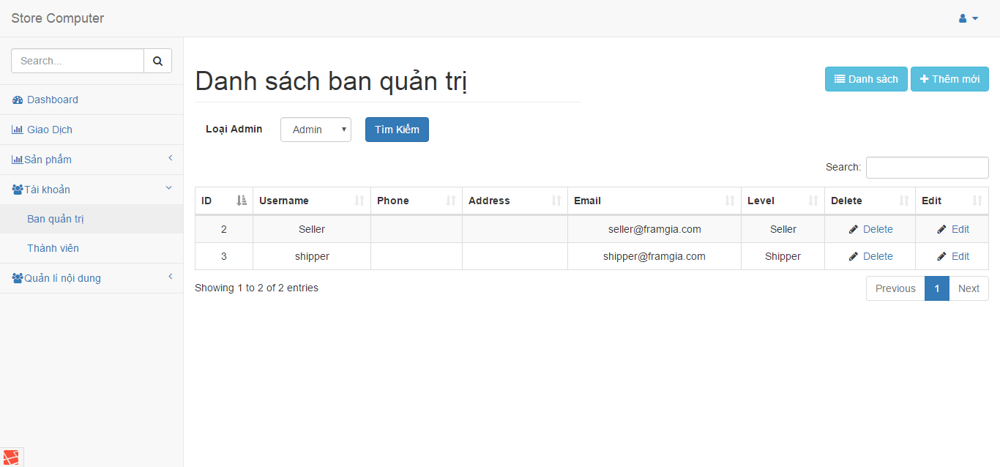 Store Computer
Search...
Dashboard
Giao Dịch
Sản phẩm
Tài khoản
Ban quản trị
Thành viên
Quản lí nội dung
Danh sách ban quản trị
Danh sách
Thêm mới
Loại Admin Admin Tìm Kiếm
Search:
ID Username Phone Address Email Level Delete Edit
2 Seller seller@framgia.com Seller Delete Edit
3 shipper shipper@framgia.com Shipper Delete Edit
Showing 1 to 2 of 2 entries
Previous 1 Next